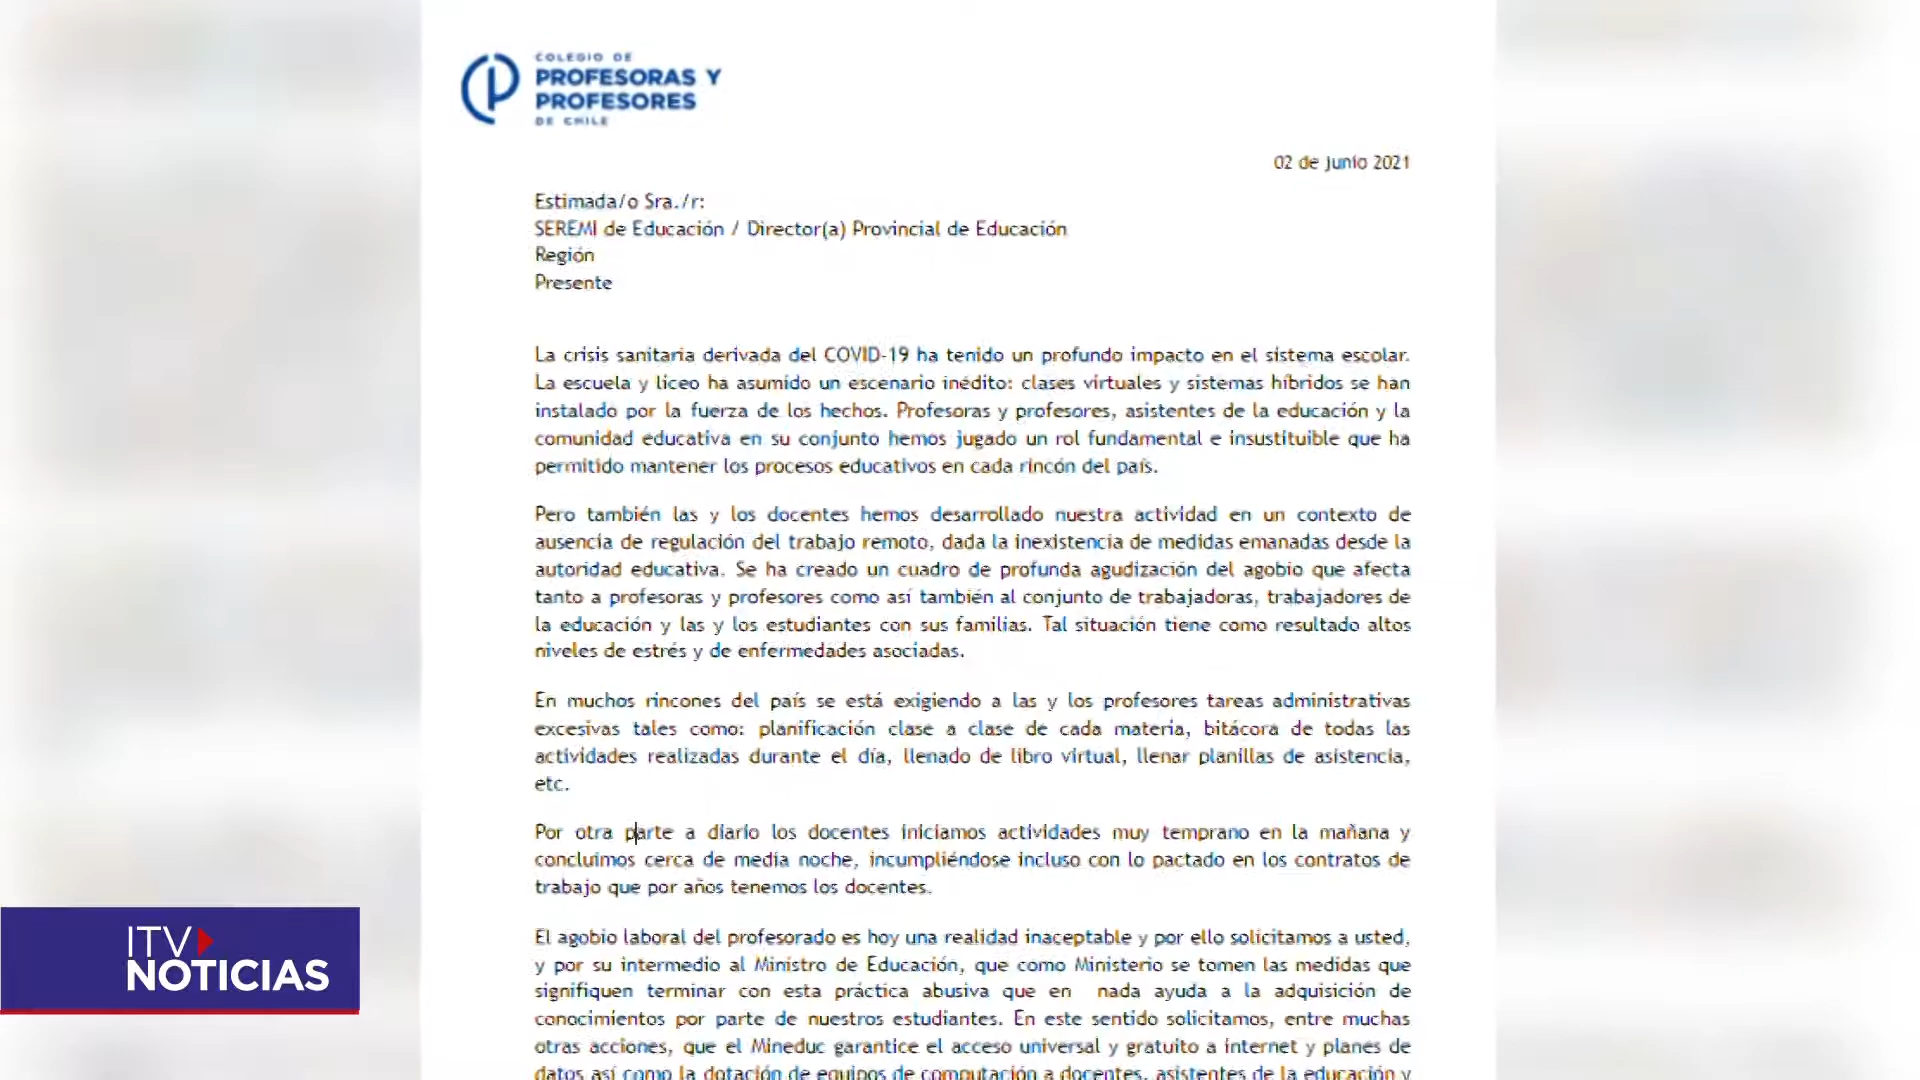 COLEGIO DE
PROFESORAS Y
PROFESORES
DE CHILE
02 de junio 2021
Estimada/o Sra./r:
SEREMI de Educación / Director(a) Provincial de Educación
Región
Presente
La crisis sanitaria derivada del COVID-19 ha tenido un profundo impacto en el sistema escolar.
La escuela y liceo ha asumido un escenario inédito: clases virtuales y sistemas híbridos se han
instalado por la fuerza de los hechos. Profesoras y profesores, asistentes de la educación y la
comunidad educativa en su conjunto hemos jugado un rol fundamental e insustituible que ha
permitido mantener los procesos educativos en cada rincón del país.
Pero también las y los docentes hemos desarrollado nuestra actividad en un contexto de
ausencia de regulación del trabajo remoto, dada la inexistencia de medidas emanadas desde la
autoridad educativa. Se ha creado un cuadro de profunda agudización del agobio que afecta
tanto a profesoras y profesores como así también al conjunto de trabajadoras, trabajadores de
la educación y las y los estudiantes con sus familias. Tal situación tiene como resultado altos
niveles de estrés y de enfermedades asociadas.
En muchos rincones del país se está exigiendo a las y los profesores tareas administrativas
excesivas tales como: planificación clase a clase de cada materia, bitácora de todas las
actividades realizadas durante el día, llenado de libro virtual, llenar planillas de asistencia,
etc.
Por otra parte a diario los docentes iniciamos actividades muy temprano en la mañana y
concluimos cerca de media noche, incumpliéndose incluso con lo pactado en los contratos de
trabajo que por años tenemos los docentes.
El agobio laboral del profesorado es hoy una realidad inaceptable y por ello solicitamos a usted,
y por su intermedio al Ministro de Educación, que como Ministerio se tomen las medidas que
signifiquen terminar con esta práctica abusiva que en nada ayuda a la adquisición de
conocimientos por parte de nuestros estudiantes. En este sentido solicitamos, entre muchas
otras acciones, que el Mineduc garantice el acceso universal y gratuito a internet y planes de
datos así como la dotación de equipos de computación a docentes, asistentes de la educación y
ITV
NOTICIAS